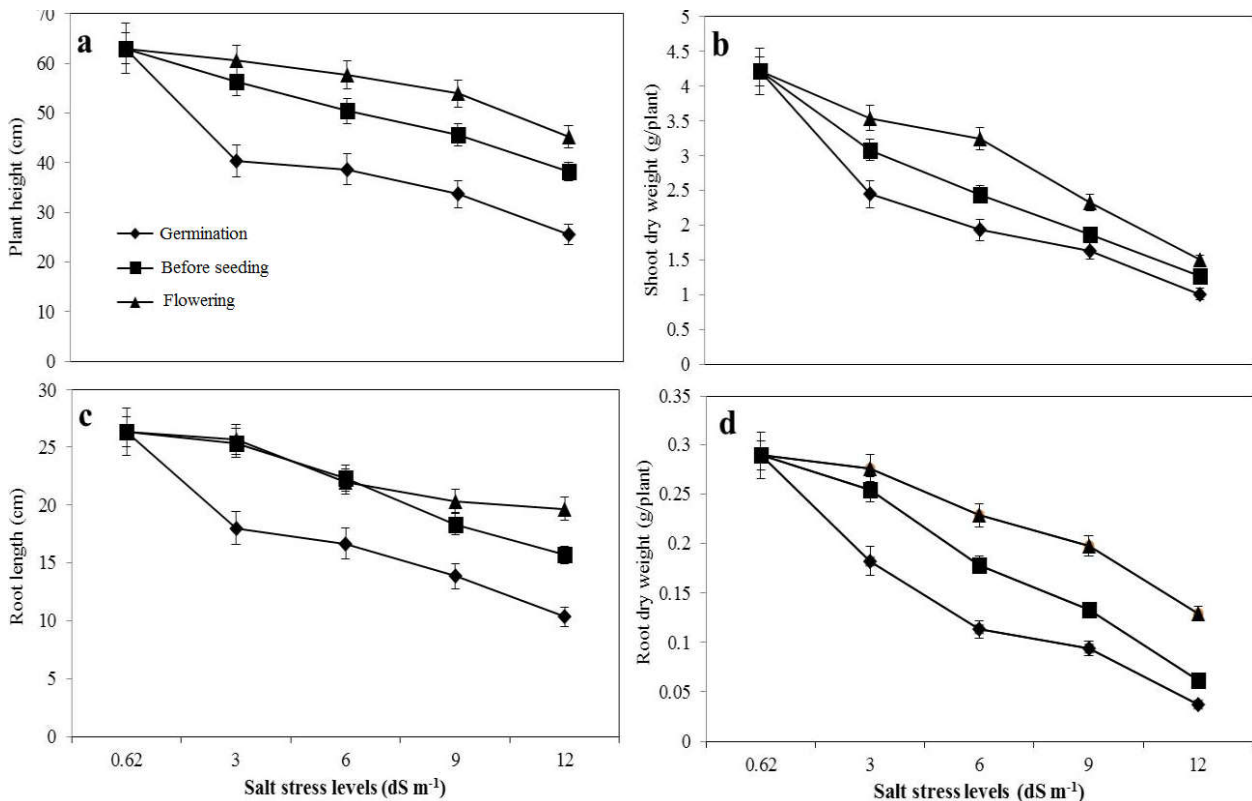 70
60
50
40
30
20
10
0
Plant height (cm)
a
Germination
Before seeding
Flowering
5
4.5
4
3.5
3
2.5
2
1.5
1
0.5
0
Shoot dry weight (g/plant)
b
30
25
20
15
10
5
0
Root length (cm)
c
0.62 3 6 9 12
Salt stress levels (dS m⁻¹)
0.35
0.3
0.25
0.2
0.15
0.1
0.05
0
Root dry weight (g/plant)
d
0.62 3 6 9 12
Salt stress levels (dS m⁻¹)